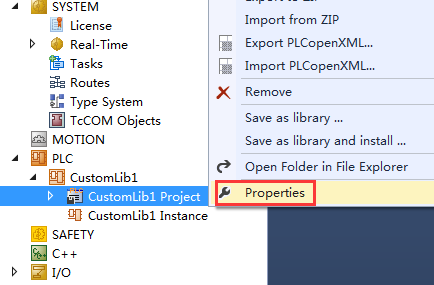 SYSTEM
License
Real-Time
Tasks
Routes
Type System
TcCOM Objects
MOTION
PLC
CustomLib1
CustomLib1 Project
CustomLib1 Instance
SAFETY
C++
I/O
Import from ZIP
Export PLCopenXML...
Import PLCopenXML...
Remove
Save as library ...
Save as library and install ...
Open Folder in File Explorer
Properties